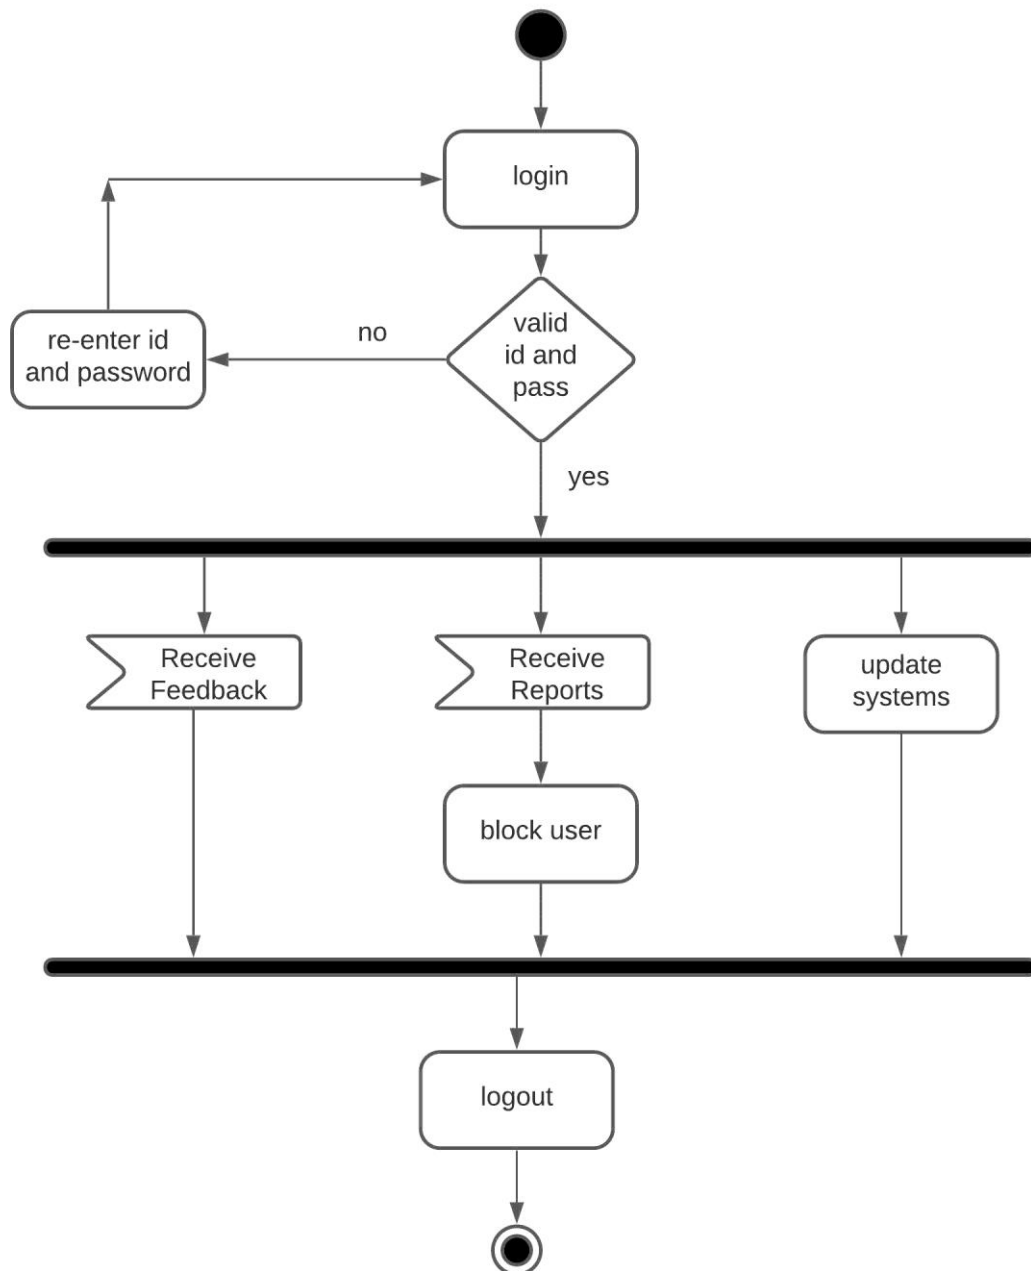 login
valid
id and
pass
no
re-enter id
and password
yes
Receive
Feedback
Receive
Reports
update
systems
block user
logout